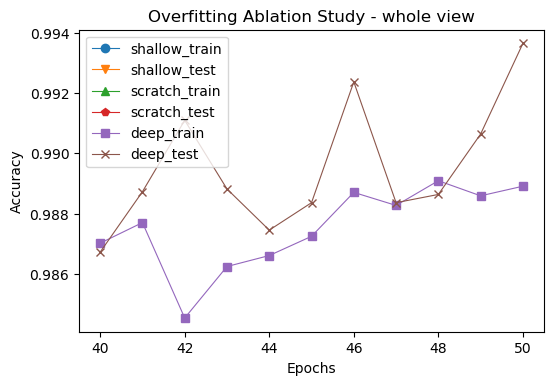 Overfitting Ablation Study - whole view
0.994
0.992
0.990
0.988
0.986
Accuracy
shallow_train
shallow_test
scratch_train
scratch_test
deep_train
deep_test
40
42
44
46
48
50
Epochs